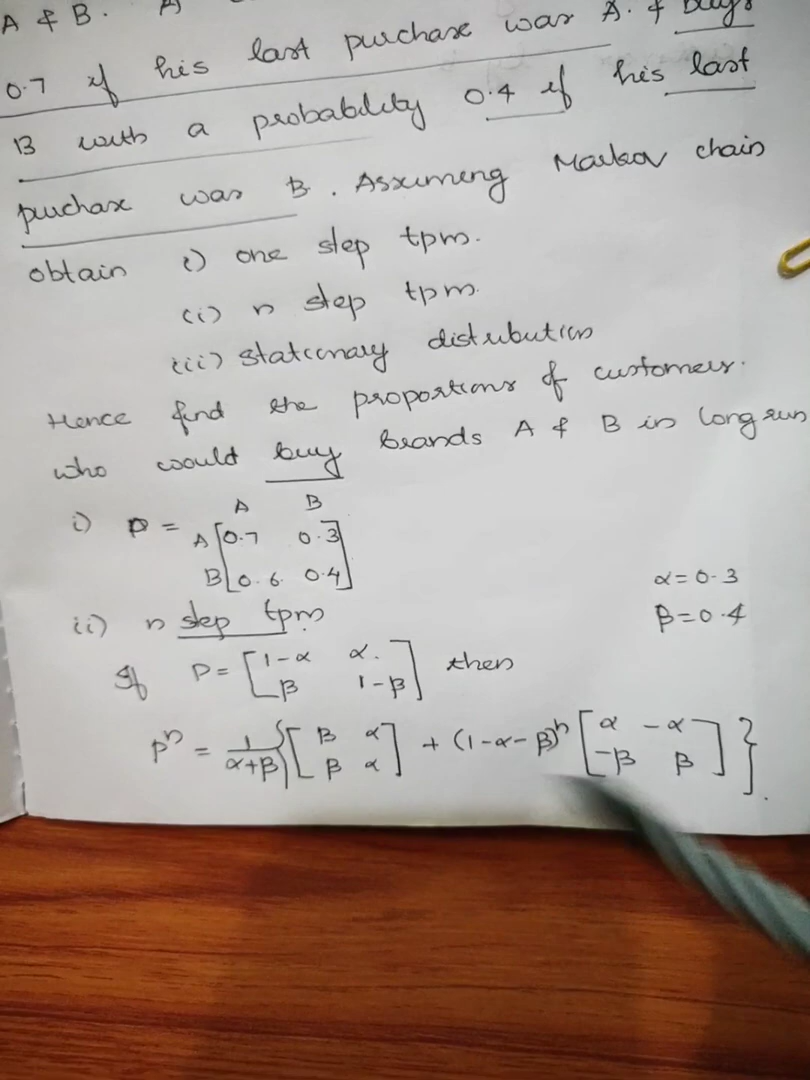 A & B. A)
0.7 if his last purchase was A. & buys
B with a probability 0.4 if his last
purchase was B. Assuming Markov chain
obtain i) one step tpm.
(ii) n step tpm.
iii) stationary distribution
Hence find the proportions of customers.
who would buy brands A & B in long run
A B
i) P = A [0.7 0.3
B 0.6 0.4]
α = 0.3
ii) n step tpm
β = 0.4
If P = [1-α α.
β 1-β] then
Pⁿ = 1/(α+β) { [β α
β α] + (1-α-β)ⁿ [α -α
-β β] }.